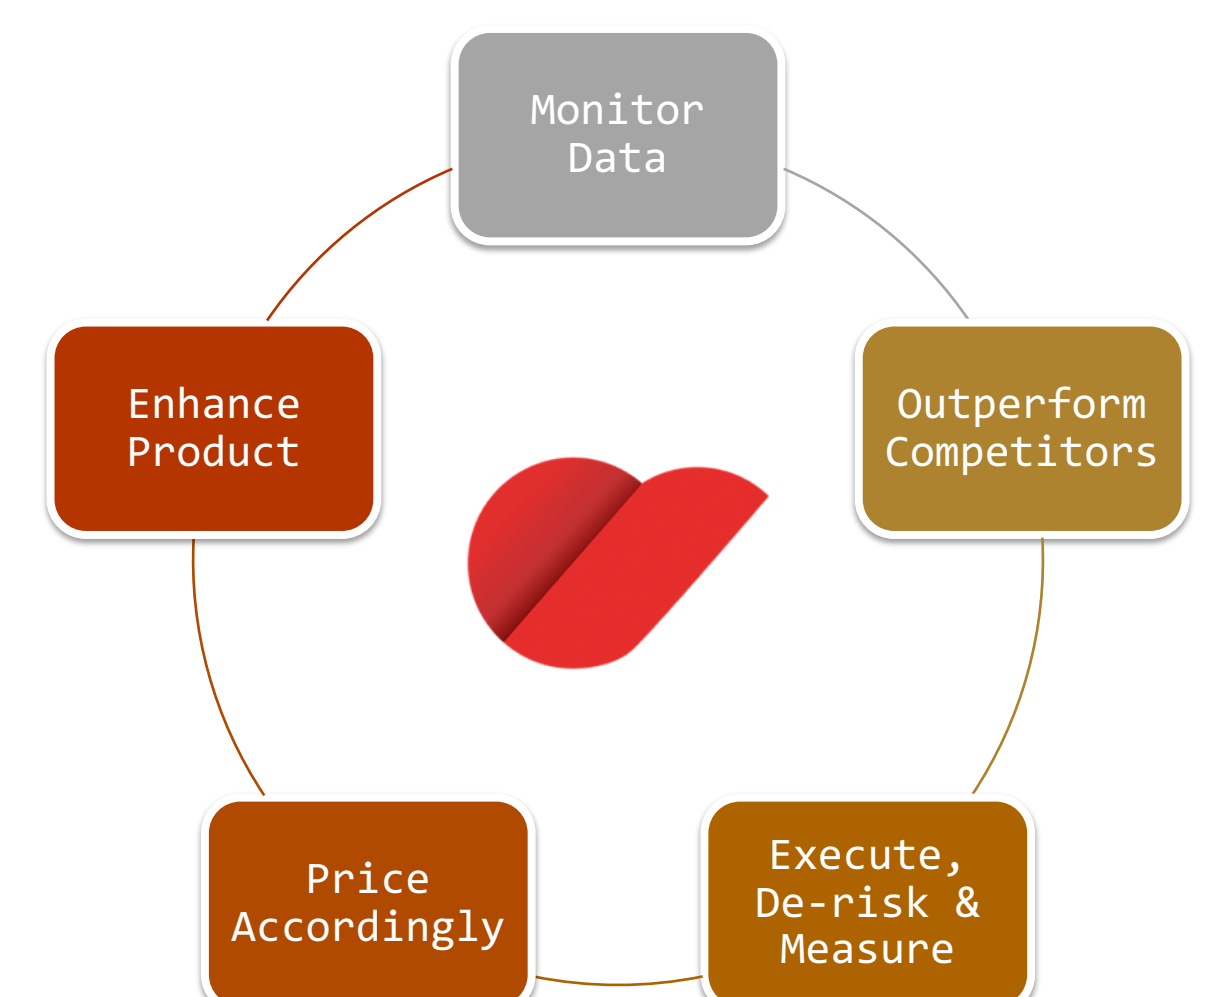 Monitor
Data
Outperform
Competitors
Execute,
De-risk &
Measure
Price
Accordingly
Enhance
Product